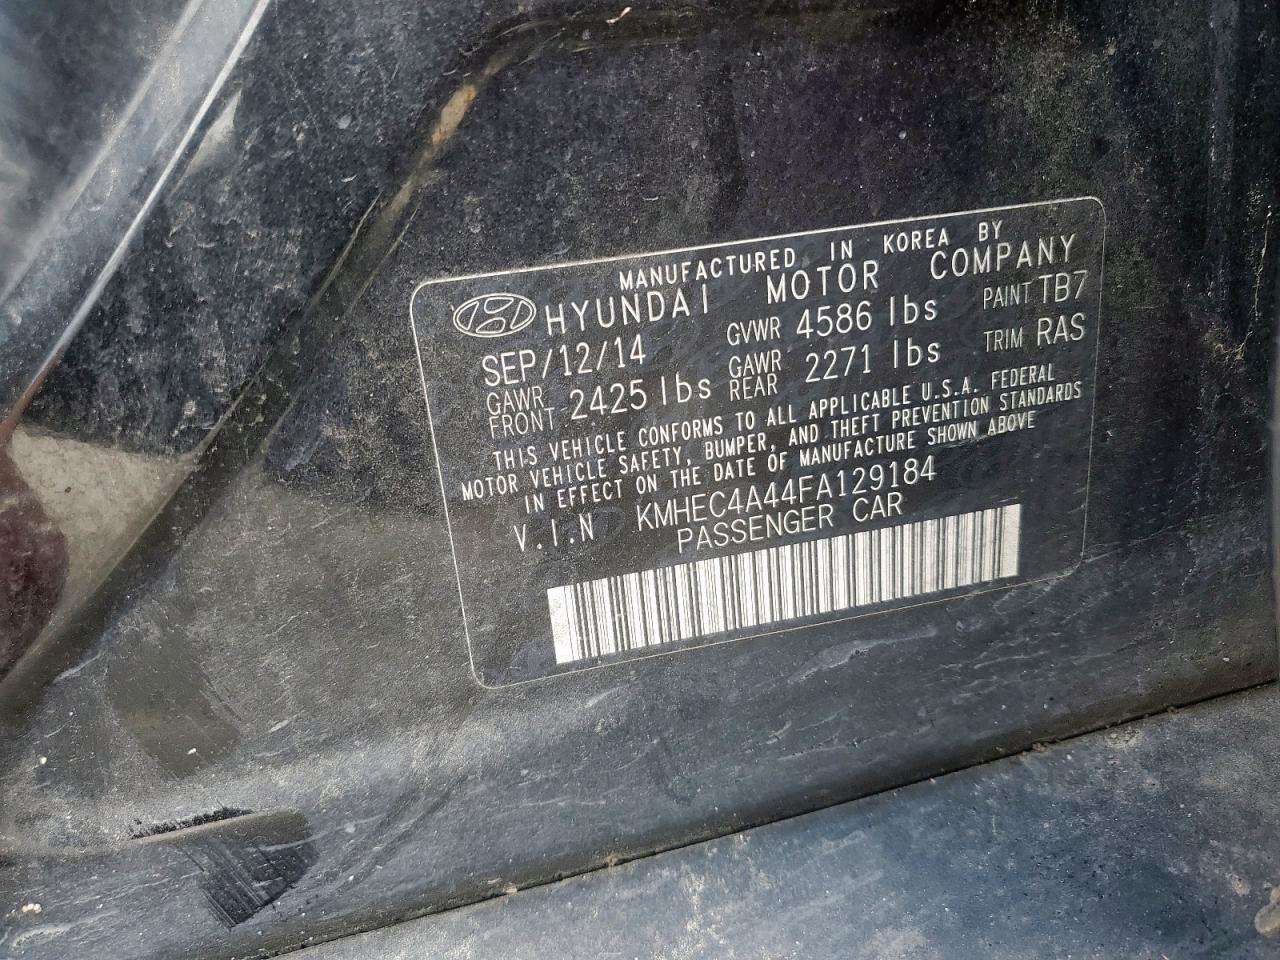 MANUFACTURED IN KOREA BY
HYUNDAI MOTOR COMPANY
SEP/12/14 GVWR 4586 lbs PAINT TB7
GAWR FRONT 2425 lbs GAWR REAR 2271 lbs TRIM RAS
THIS VEHICLE CONFORMS TO ALL APPLICABLE U.S.A. FEDERAL
MOTOR VEHICLE SAFETY, BUMPER, AND THEFT PREVENTION STANDARDS
IN EFFECT ON THE DATE OF MANUFACTURE SHOWN ABOVE
V.I.N KMHEC4A44FA129184
PASSENGER CAR